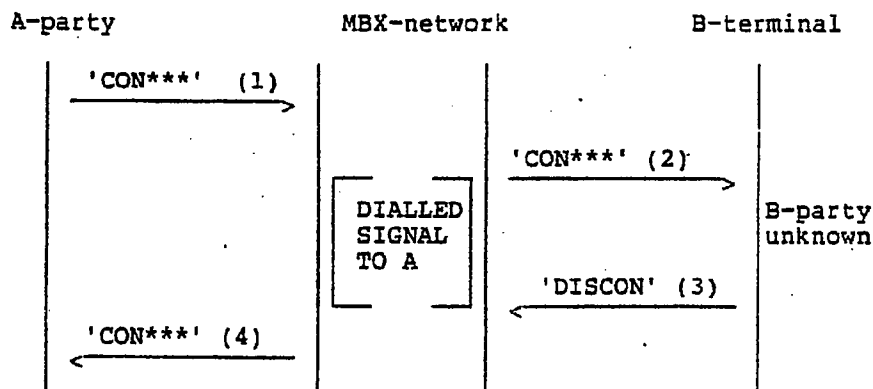 A-party MBX-network B-terminal
'CON***' (1)
'CON***' (2)
DIALLED
SIGNAL
TO A
B-party
unknown
'DISCON' (3)
'CON***' (4)